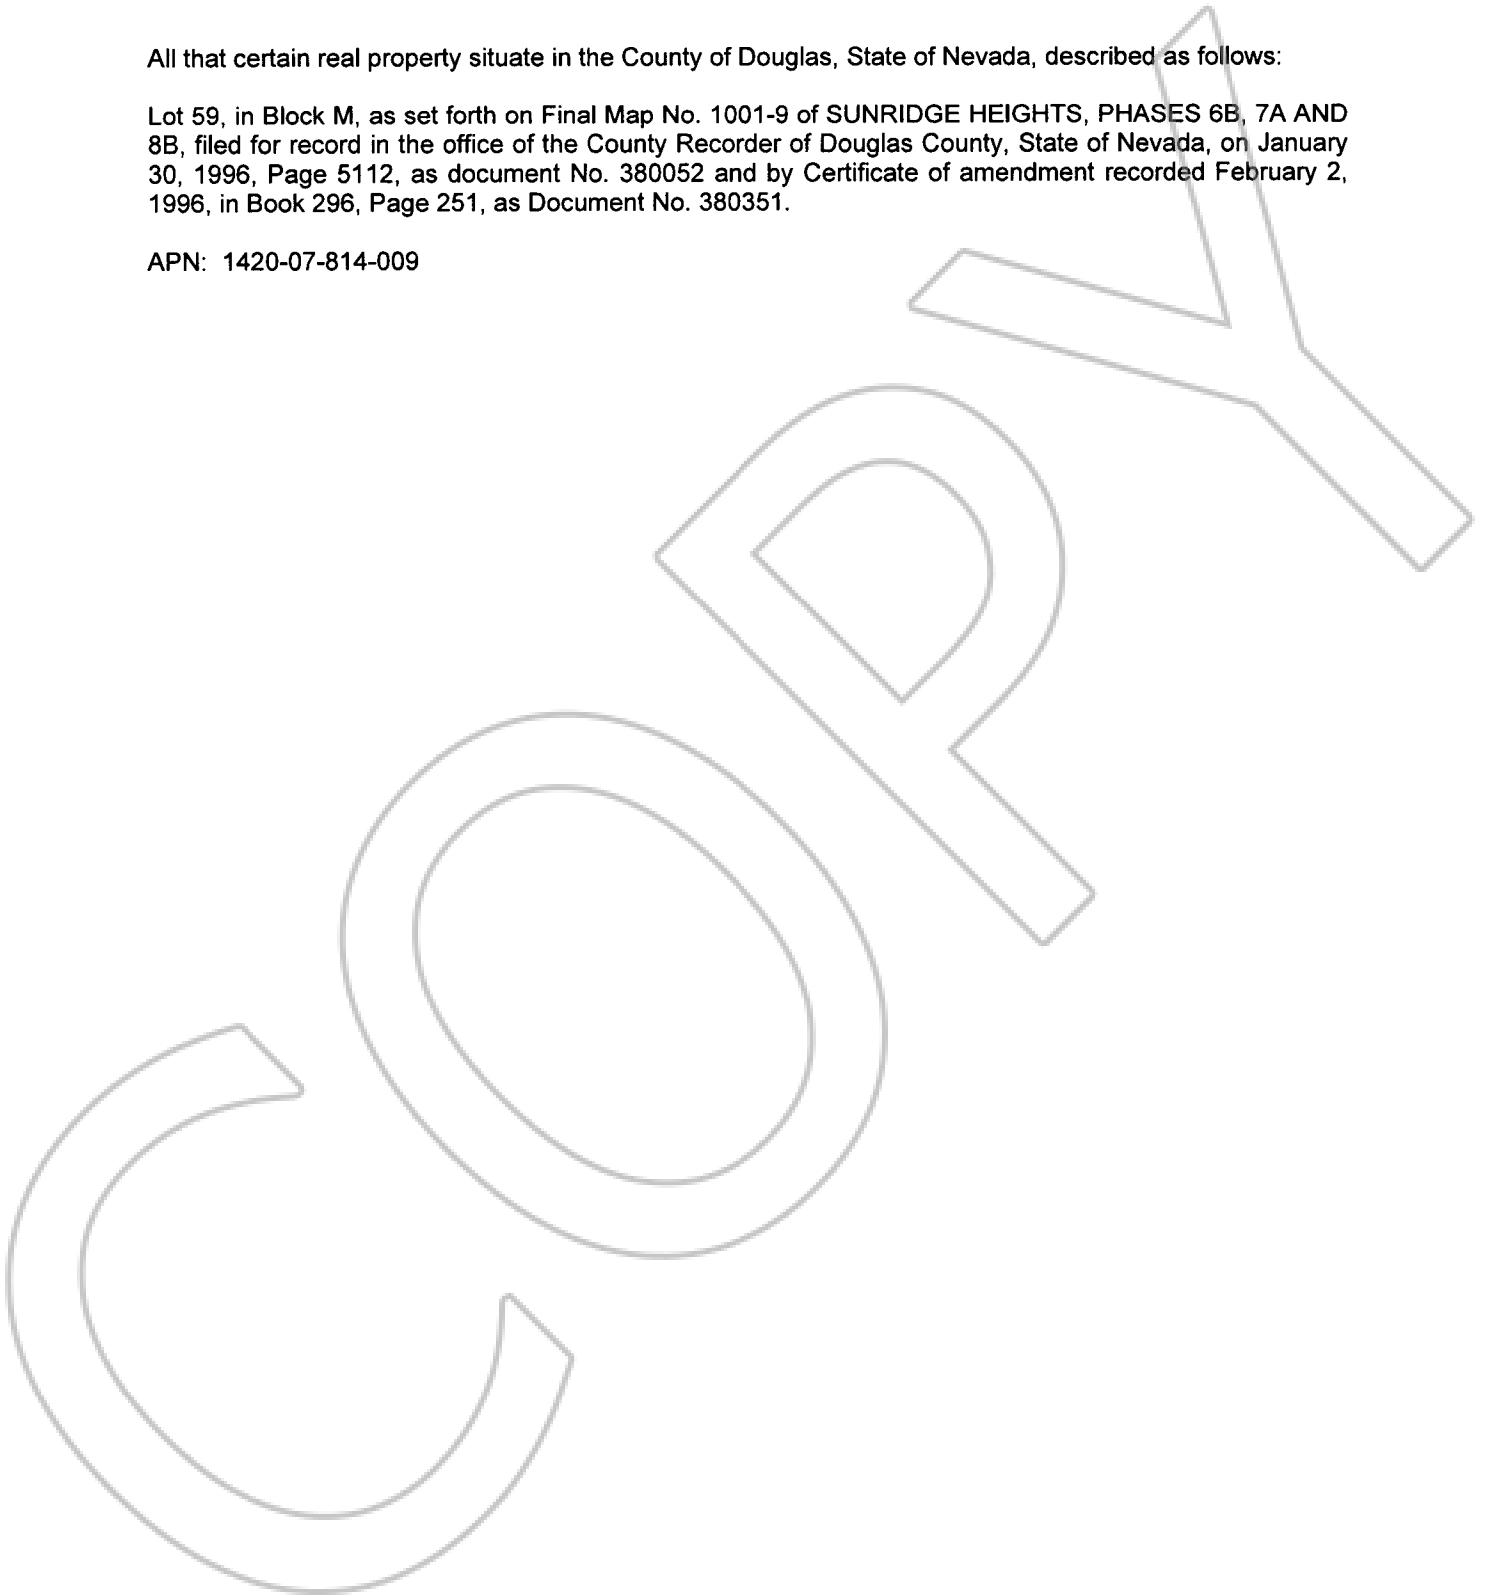 All that certain real property situate in the County of Douglas, State of Nevada, described as follows:
Lot 59, in Block M, as set forth on Final Map No. 1001-9 of SUNRIDGE HEIGHTS, PHASES 6B, 7A AND
8B, filed for record in the office of the County Recorder of Douglas County, State of Nevada, on January
30, 1996, Page 5112, as document No. 380052 and by Certificate of amendment recorded February 2,
1996, in Book 296, Page 251, as Document No. 380351.
APN: 1420-07-814-009
COPY